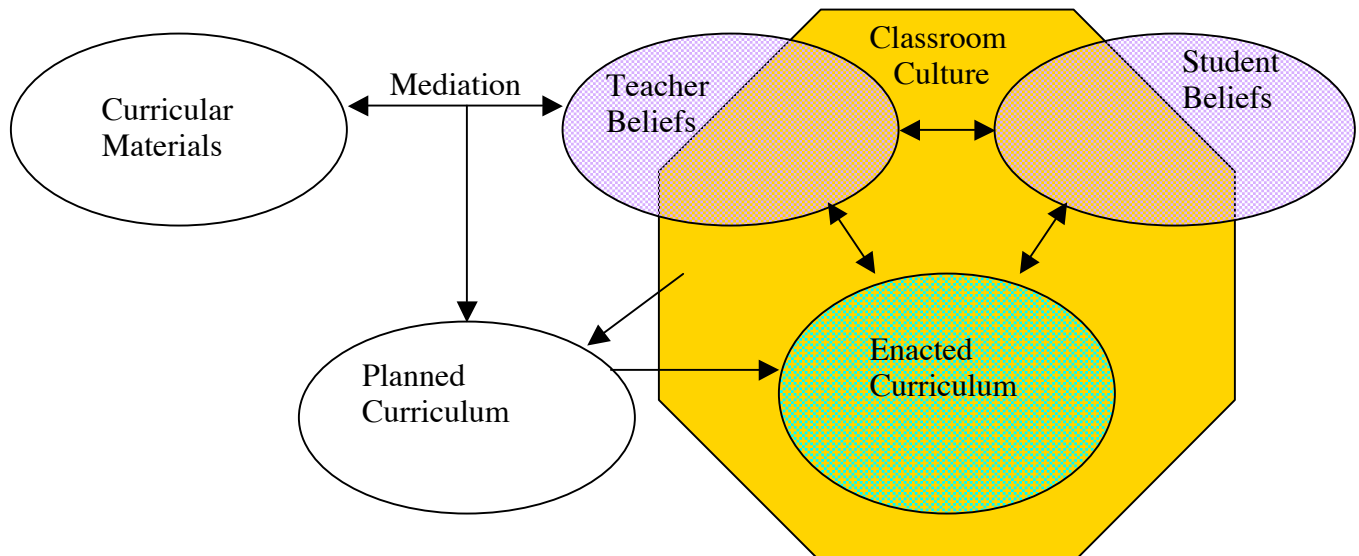 Classroom
Culture
Student
Beliefs
Mediation
Teacher
Beliefs
Curricular
Materials
Enacted
Curriculum
Planned
Curriculum